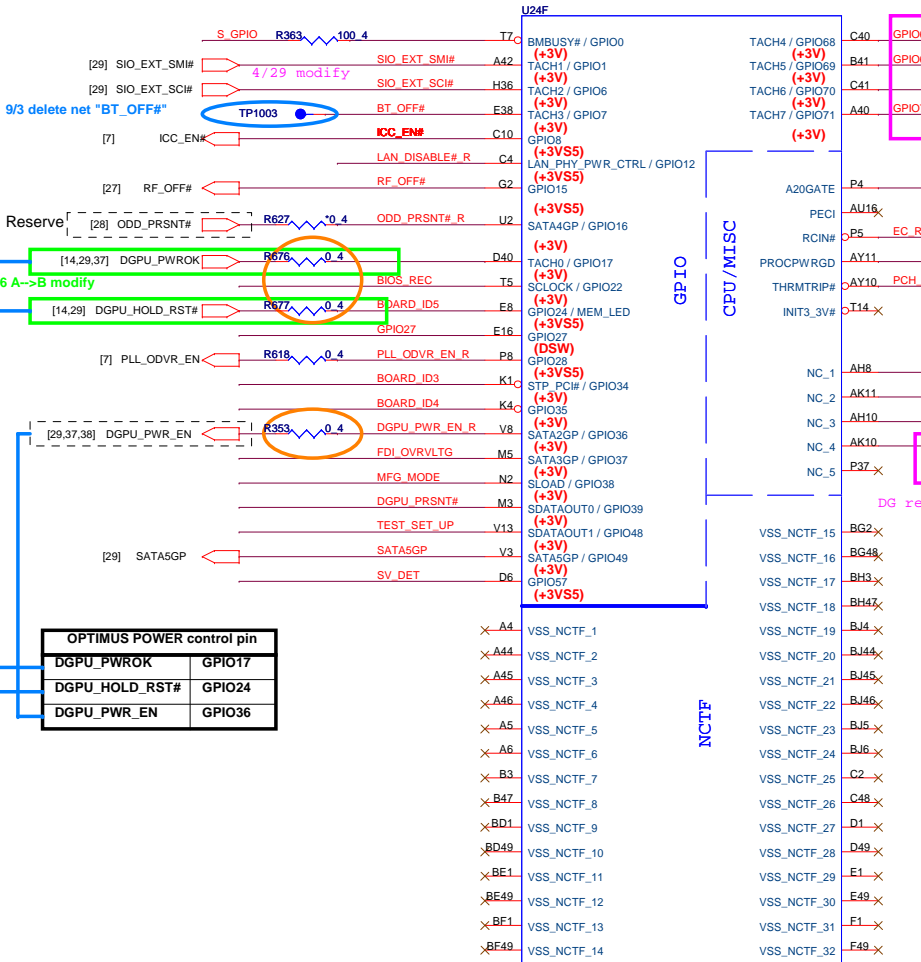 U24F
S_GPIO R363 100_4 T7 BMBUSY# / GPIO0 TACH4 / GPIO68 C40
(+3V) (+3V)
[29] SIO_EXT_SMI# SIO_EXT_SMI# A42 TACH1 / GPIO1 TACH5 / GPIO69 B41
4/29 modify (+3V) (+3V)
[29] SIO_EXT_SCI# SIO_EXT_SCI# H36 TACH2 / GPIO6 TACH6 / GPIO70 C41
(+3V) (+3V)
9/3 delete net "BT_OFF#" TP1003 BT_OFF# E38 TACH3 / GPIO7 TACH7 / GPIO71 A40
(+3V) (+3V)
[7] ICC_EN# ICC_EN# C10 GPIO8
(+3VS5)
LAN_DISABLE#_R C4 LAN_PHY_PWR_CTRL / GPIO12
(+3VS5)
[27] RF_OFF# RF_OFF# G2 GPIO15 A20GATE P4
(+3VS5) PECI AU16
Reserve [28] ODD_PRSNT# R627 *0_4 ODD_PRSNT#_R U2 SATA4GP / GPIO16
(+3V) RCIN# P5
[14,29,37] DGPU_PWROK R676 0_4 D40 TACH0 / GPIO17 PROCPWRGD AY11
(+3V)
6 A-->B modify BIOS_REC T5 SCLOCK / GPIO22 THRMTRIP# AY10
(+3V)
[14,29] DGPU_HOLD_RST# R677 0_4 BOARD_ID5 E8 GPIO24 / MEM_LED INIT3_3V# T14
(+3VS5)
GPIO27 E16 GPIO27
(DSW)
[7] PLL_ODVR_EN R618 0_4 PLL_ODVR_EN_R P8 GPIO28
(+3VS5) NC_1 AH8
BOARD_ID3 K1 STP_PCI# / GPIO34
(+3V) NC_2 AK11
BOARD_ID4 K4 GPIO35
(+3V) NC_3 AH10
[29,37,38] DGPU_PWR_EN R353 0_4 DGPU_PWR_EN_R V8 SATA2GP / GPIO36
(+3V) NC_4 AK10
FDI_OVRVLTG M5 SATA3GP / GPIO37
(+3V) NC_5 P37
MFG_MODE N2 SLOAD / GPIO38
(+3V)
DGPU_PRSNT# M3 SDATAOUT0 / GPIO39
(+3V)
TEST_SET_UP V13 SDATAOUT1 / GPIO48
(+3V)
[29] SATA5GP SATA5GP V3 SATA5GP / GPIO49
(+3V)
SV_DET D6 GPIO57
(+3VS5)
GPIO
CPU/MISC
NCTF
VSS_NCTF_15 BG2
VSS_NCTF_16 BG48
VSS_NCTF_17 BH3
VSS_NCTF_18 BH47
A4 VSS_NCTF_1 VSS_NCTF_19 BJ4
A44 VSS_NCTF_2 VSS_NCTF_20 BJ44
A45 VSS_NCTF_3 VSS_NCTF_21 BJ45
A46 VSS_NCTF_4 VSS_NCTF_22 BJ46
A5 VSS_NCTF_5 VSS_NCTF_23 BJ5
A6 VSS_NCTF_6 VSS_NCTF_24 BJ6
B3 VSS_NCTF_7 VSS_NCTF_25 C2
B47 VSS_NCTF_8 VSS_NCTF_26 C48
BD1 VSS_NCTF_9 VSS_NCTF_27 D1
BD49 VSS_NCTF_10 VSS_NCTF_28 D49
BE1 VSS_NCTF_11 VSS_NCTF_29 E1
BE49 VSS_NCTF_12 VSS_NCTF_30 E49
BF1 VSS_NCTF_13 VSS_NCTF_31 F1
BF49 VSS_NCTF_14 VSS_NCTF_32 F49
OPTIMUS POWER control pin
DGPU_PWROK GPIO17
DGPU_HOLD_RST# GPIO24
DGPU_PWR_EN GPIO36
DG